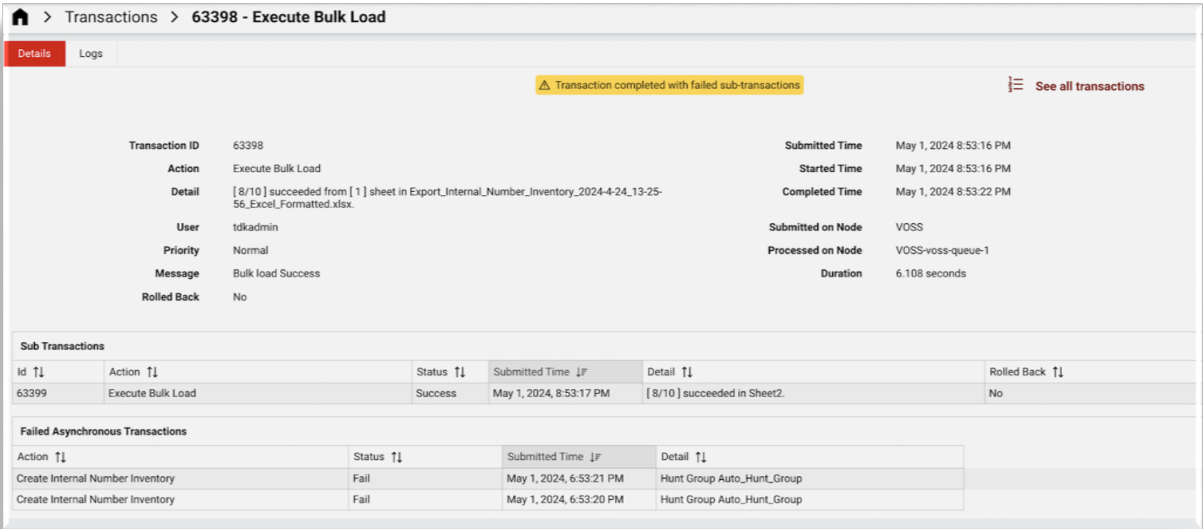 Transactions > 63398 - Execute Bulk Load
Details Logs
Transaction completed with failed sub-transactions
See all transactions
Transaction ID 63398 Submitted Time May 1, 2024 8:53:16 PM
Action Execute Bulk Load Started Time May 1, 2024 8:53:16 PM
Detail [ 8/10 ] succeeded from [ 1 ] sheet in Export_Internal_Number_Inventory_2024-4-24_13-25- Completed Time May 1, 2024 8:53:22 PM
56_Excel_Formatted.xlsx.
User tdkadmin Submitted on Node VOSS
Priority Normal Processed on Node VOSS-voss-queue-1
Message Bulk load Success Duration 6.108 seconds
Rolled Back No
Sub Transactions
Id Action Status Submitted Time Detail Rolled Back
63399 Execute Bulk Load Success May 1, 2024, 8:53:17 PM [ 8/10 ] succeeded in Sheet2. No
Failed Asynchronous Transactions
Action Status Submitted Time Detail
Create Internal Number Inventory Fail May 1, 2024, 6:53:21 PM Hunt Group Auto_Hunt_Group
Create Internal Number Inventory Fail May 1, 2024, 6:53:20 PM Hunt Group Auto_Hunt_Group